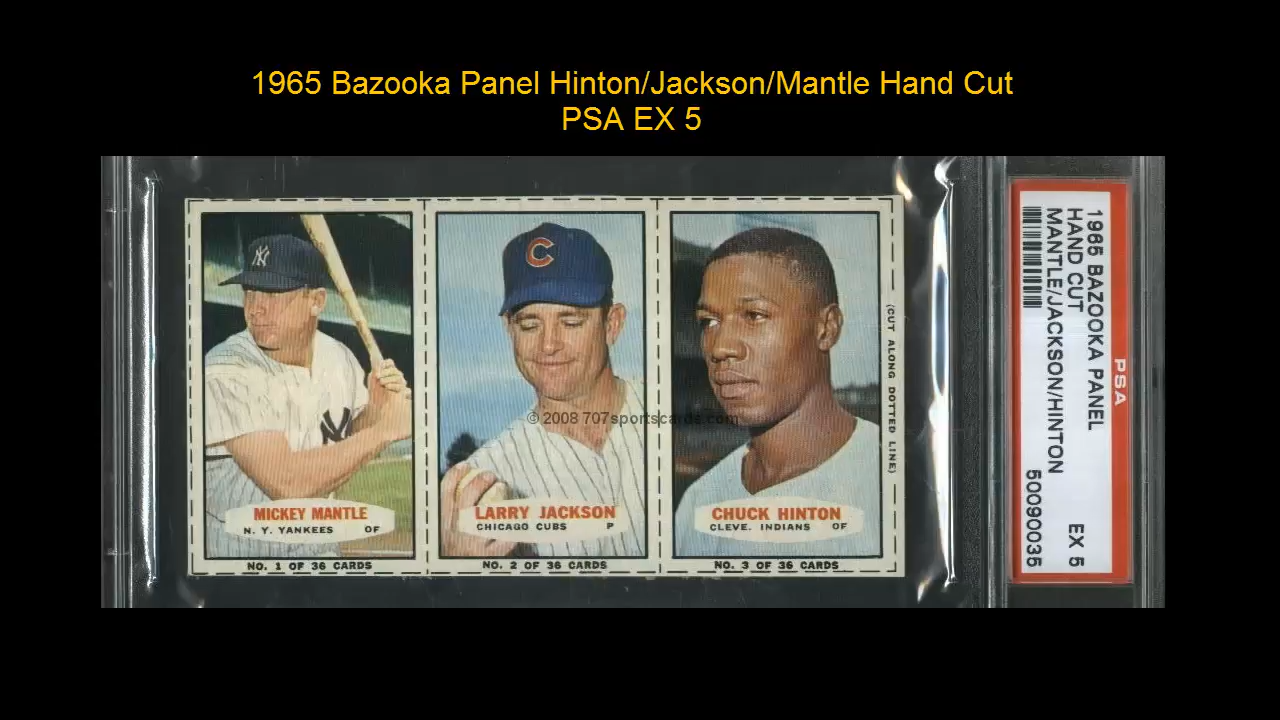 1965 Bazooka Panel Hinton/Jackson/Mantle Hand Cut
PSA EX 5
MICKEY MANTLE
N. Y. YANKEES OF
NO. 1 OF 36 CARDS
LARRY JACKSON
CHICAGO CUBS P
NO. 2 OF 36 CARDS
CHUCK HINTON
CLEVE. INDIANS OF
NO. 3 OF 36 CARDS
(CUT ALONG DOTTED LINE)
© 2008 707sportscards.com
NY
NY
C
PSA
1965 BAZOOKA PANEL
HAND CUT EX 5
MANTLE/JACKSON/HINTON
50090035